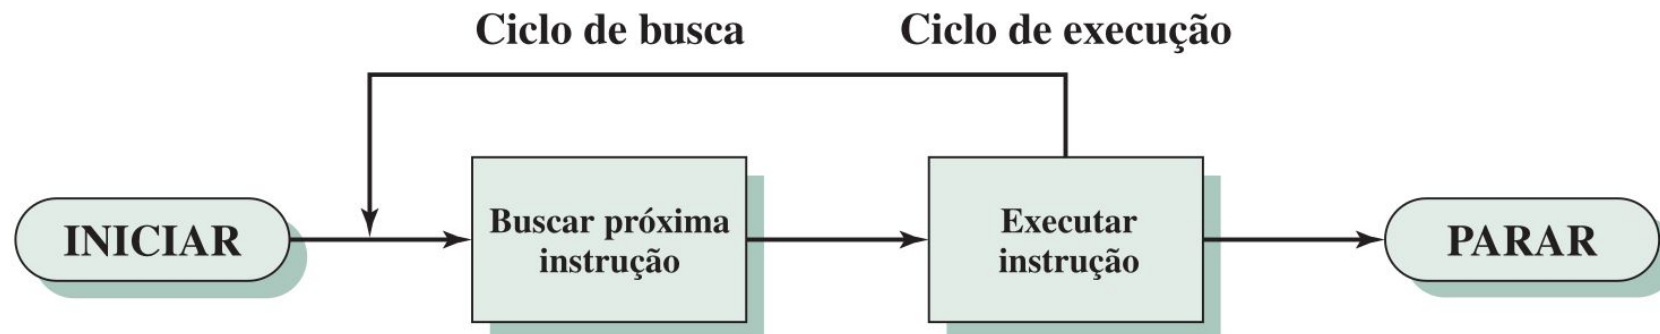 Ciclo de busca
Ciclo de execução
INICIAR
Buscar próxima
instrução
Executar
instrução
PARAR